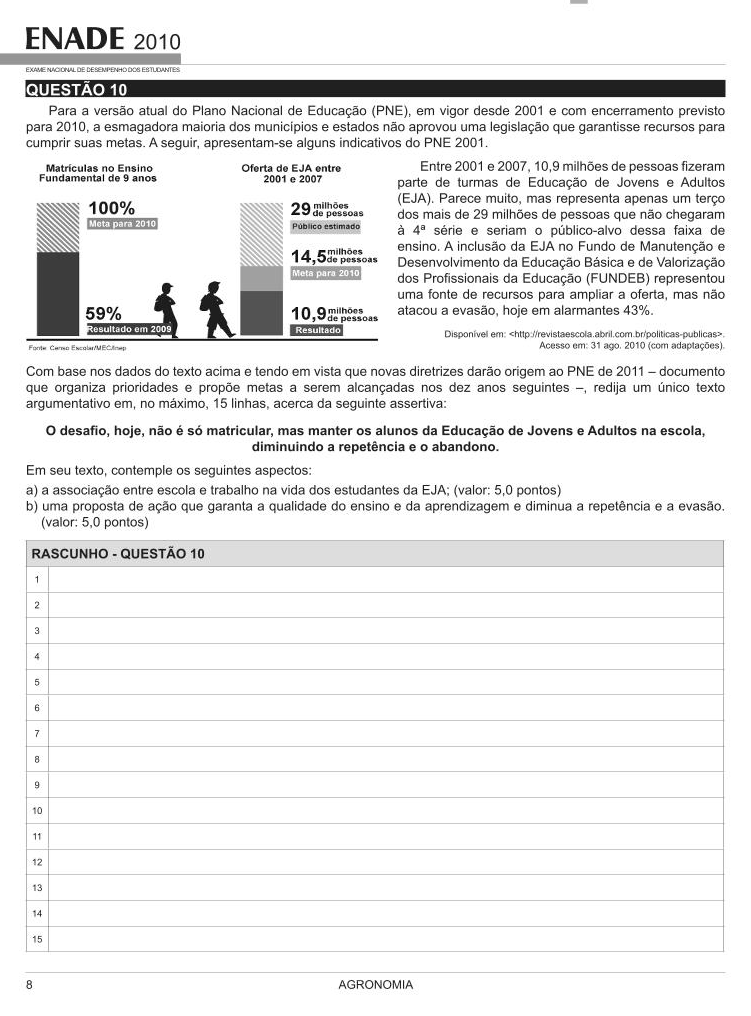 ENADE 2010
EXAME NACIONAL DE DESEMPENHO DOS ESTUDANTES
QUESTÃO 10
Para a versão atual do Plano Nacional de Educação (PNE), em vigor desde 2001 e com encerramento previsto
para 2010, a esmagadora maioria dos municípios e estados não aprovou uma legislação que garantisse recursos para
cumprir suas metas. A seguir, apresentam-se alguns indicativos do PNE 2001.
Matrículas no Ensino
Fundamental de 9 anos
100%
Meta para 2010
59%
Resultado em 2009
Oferta de EJA entre
2001 e 2007
29 milhões
de pessoas
Público estimado
14,5 milhões
de pessoas
Meta para 2010
10,9 milhões
de pessoas
Resultado
Fonte: Censo Escolar/MEC/Inep
Entre 2001 e 2007, 10,9 milhões de pessoas fizeram
parte de turmas de Educação de Jovens e Adultos
(EJA). Parece muito, mas representa apenas um terço
dos mais de 29 milhões de pessoas que não chegaram
à 4ª série e seriam o público-alvo dessa faixa de
ensino. A inclusão da EJA no Fundo de Manutenção e
Desenvolvimento da Educação Básica e de Valorização
dos Profissionais da Educação (FUNDEB) representou
uma fonte de recursos para ampliar a oferta, mas não
atacou a evasão, hoje em alarmantes 43%.
Disponível em: <http://revistaescola.abril.com.br/politicas-publicas>.
Acesso em: 31 ago. 2010 (com adaptações).
Com base nos dados do texto acima e tendo em vista que novas diretrizes darão origem ao PNE de 2011 – documento
que organiza prioridades e propõe metas a serem alcançadas nos dez anos seguintes –, redija um único texto
argumentativo em, no máximo, 15 linhas, acerca da seguinte assertiva:
O desafio, hoje, não é só matricular, mas manter os alunos da Educação de Jovens e Adultos na escola,
diminuindo a repetência e o abandono.
Em seu texto, contemple os seguintes aspectos:
a) a associação entre escola e trabalho na vida dos estudantes da EJA; (valor: 5,0 pontos)
b) uma proposta de ação que garanta a qualidade do ensino e da aprendizagem e diminua a repetência e a evasão.
(valor: 5,0 pontos)
RASCUNHO - QUESTÃO 10
1
2
3
4
5
6
7
8
9
10
11
12
13
14
15
8
AGRONOMIA